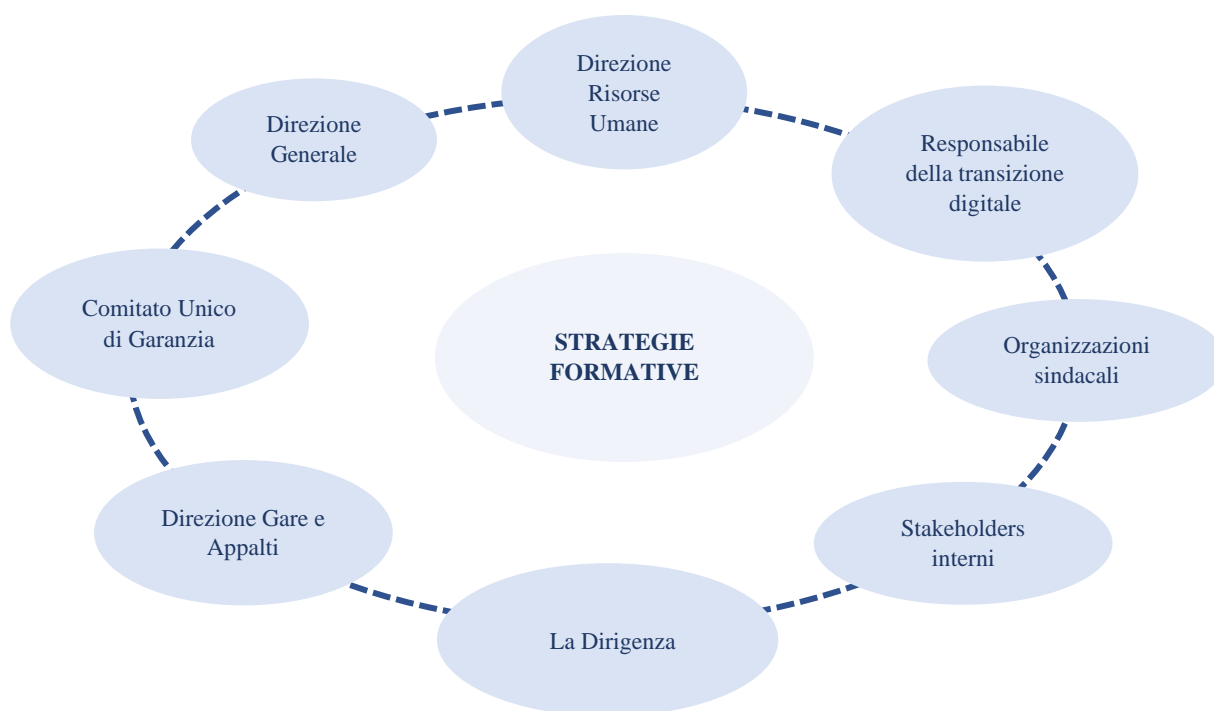 Direzione
Risorse
Umane
Direzione
Generale
Responsabile
della transizione
digitale
Comitato Unico
di Garanzia
STRATEGIE
FORMATIVE
Organizzazioni
sindacali
Direzione Gare e
Appalti
Stakeholders
interni
La Dirigenza